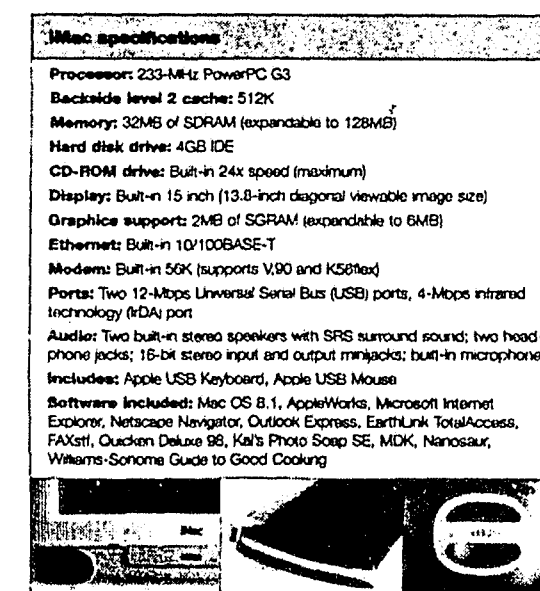 iMac specifications
Processor: 233-MHz PowerPC G3
Backside level 2 cache: 512K
Memory: 32MB of SDRAM (expandable to 128MB)
Hard disk drive: 4GB IDE
CD-ROM drive: Built-in 24x speed (maximum)
Display: Built-in 15 inch (13.8-inch diagonal viewable image size)
Graphics support: 2MB of SGRAM (expandable to 6MB)
Ethernet: Built-in 10/100BASE-T
Modem: Built-in 56K (supports V.90 and K56flex)
Ports: Two 12-Mbps Universal Serial Bus (USB) ports, 4-Mbps infrared
technology (IrDA) port
Audio: Two built-in stereo speakers with SRS surround sound; two head-
phone jacks; 16-bit stereo input and output minijacks; built-in microphone
Includes: Apple USB Keyboard, Apple USB Mouse
Software included: Mac OS 8.1, AppleWorks, Microsoft Internet
Explorer, Netscape Navigator, Outlook Express, EarthLink TotalAccess,
FAXstf, Quicken Deluxe 98, Kai's Photo Soap SE, MDK, Nanosaur,
Williams-Sonoma Guide to Good Cooking
iMac